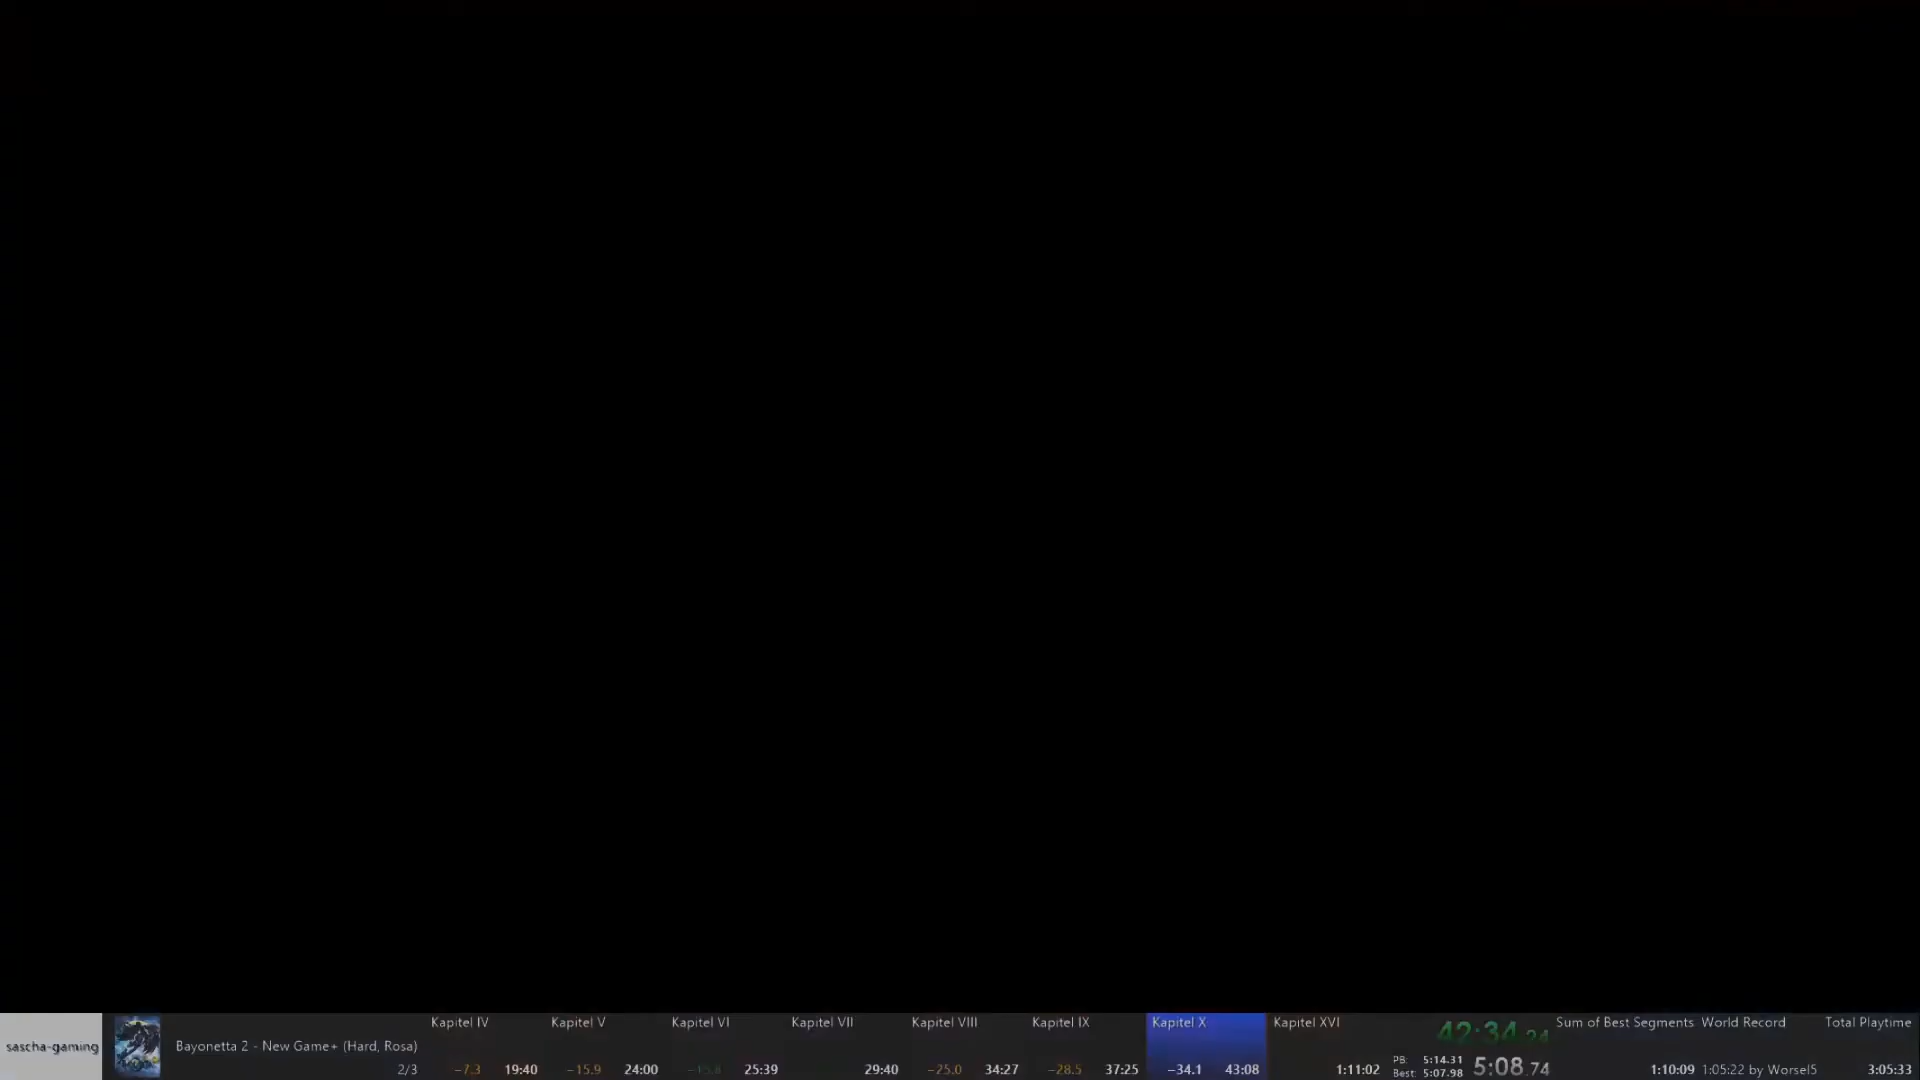 Kapitel IV Kapitel V Kapitel VI Kapitel VII Kapitel VIII Kapitel IX Kapitel X Kapitel XVI 42:34.24 Sum of Best Segments World Record Total Playtime
sascha-gaming Bayonetta 2 - New Game+ (Hard, Rosa)
PB: 5:14.31
2/3 −7.3 19:40 −15.9 24:00 25:39 29:40 −25.0 34:27 −28.5 37:25 −34.1 43:08 1:11:02 Best: 5:07.98 5:08.74 1:10:09 1:05:22 by Worsel5 3:05:33